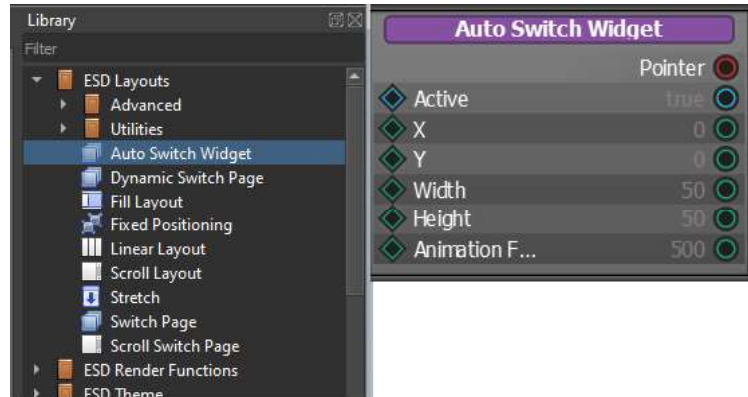 Library
Filter
ESD Layouts
Advanced
Utilities
Auto Switch Widget
Dynamic Switch Page
Fill Layout
Fixed Positioning
Linear Layout
Scroll Layout
Stretch
Switch Page
Scroll Switch Page
ESD Render Functions
ESD Theme
Auto Switch Widget
Pointer
Active true
X 0
Y 0
Width 50
Height 50
Animation F... 500